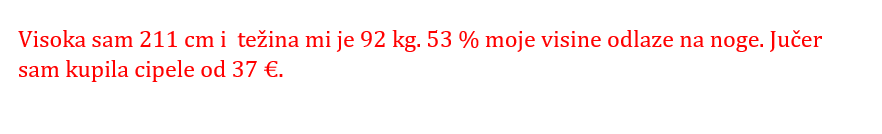 Visoka sam 211 cm i  težina mi je 92 kg. 53 % moje visine odlaze na noge. Jučer
sam kupila cipele od 37 €.